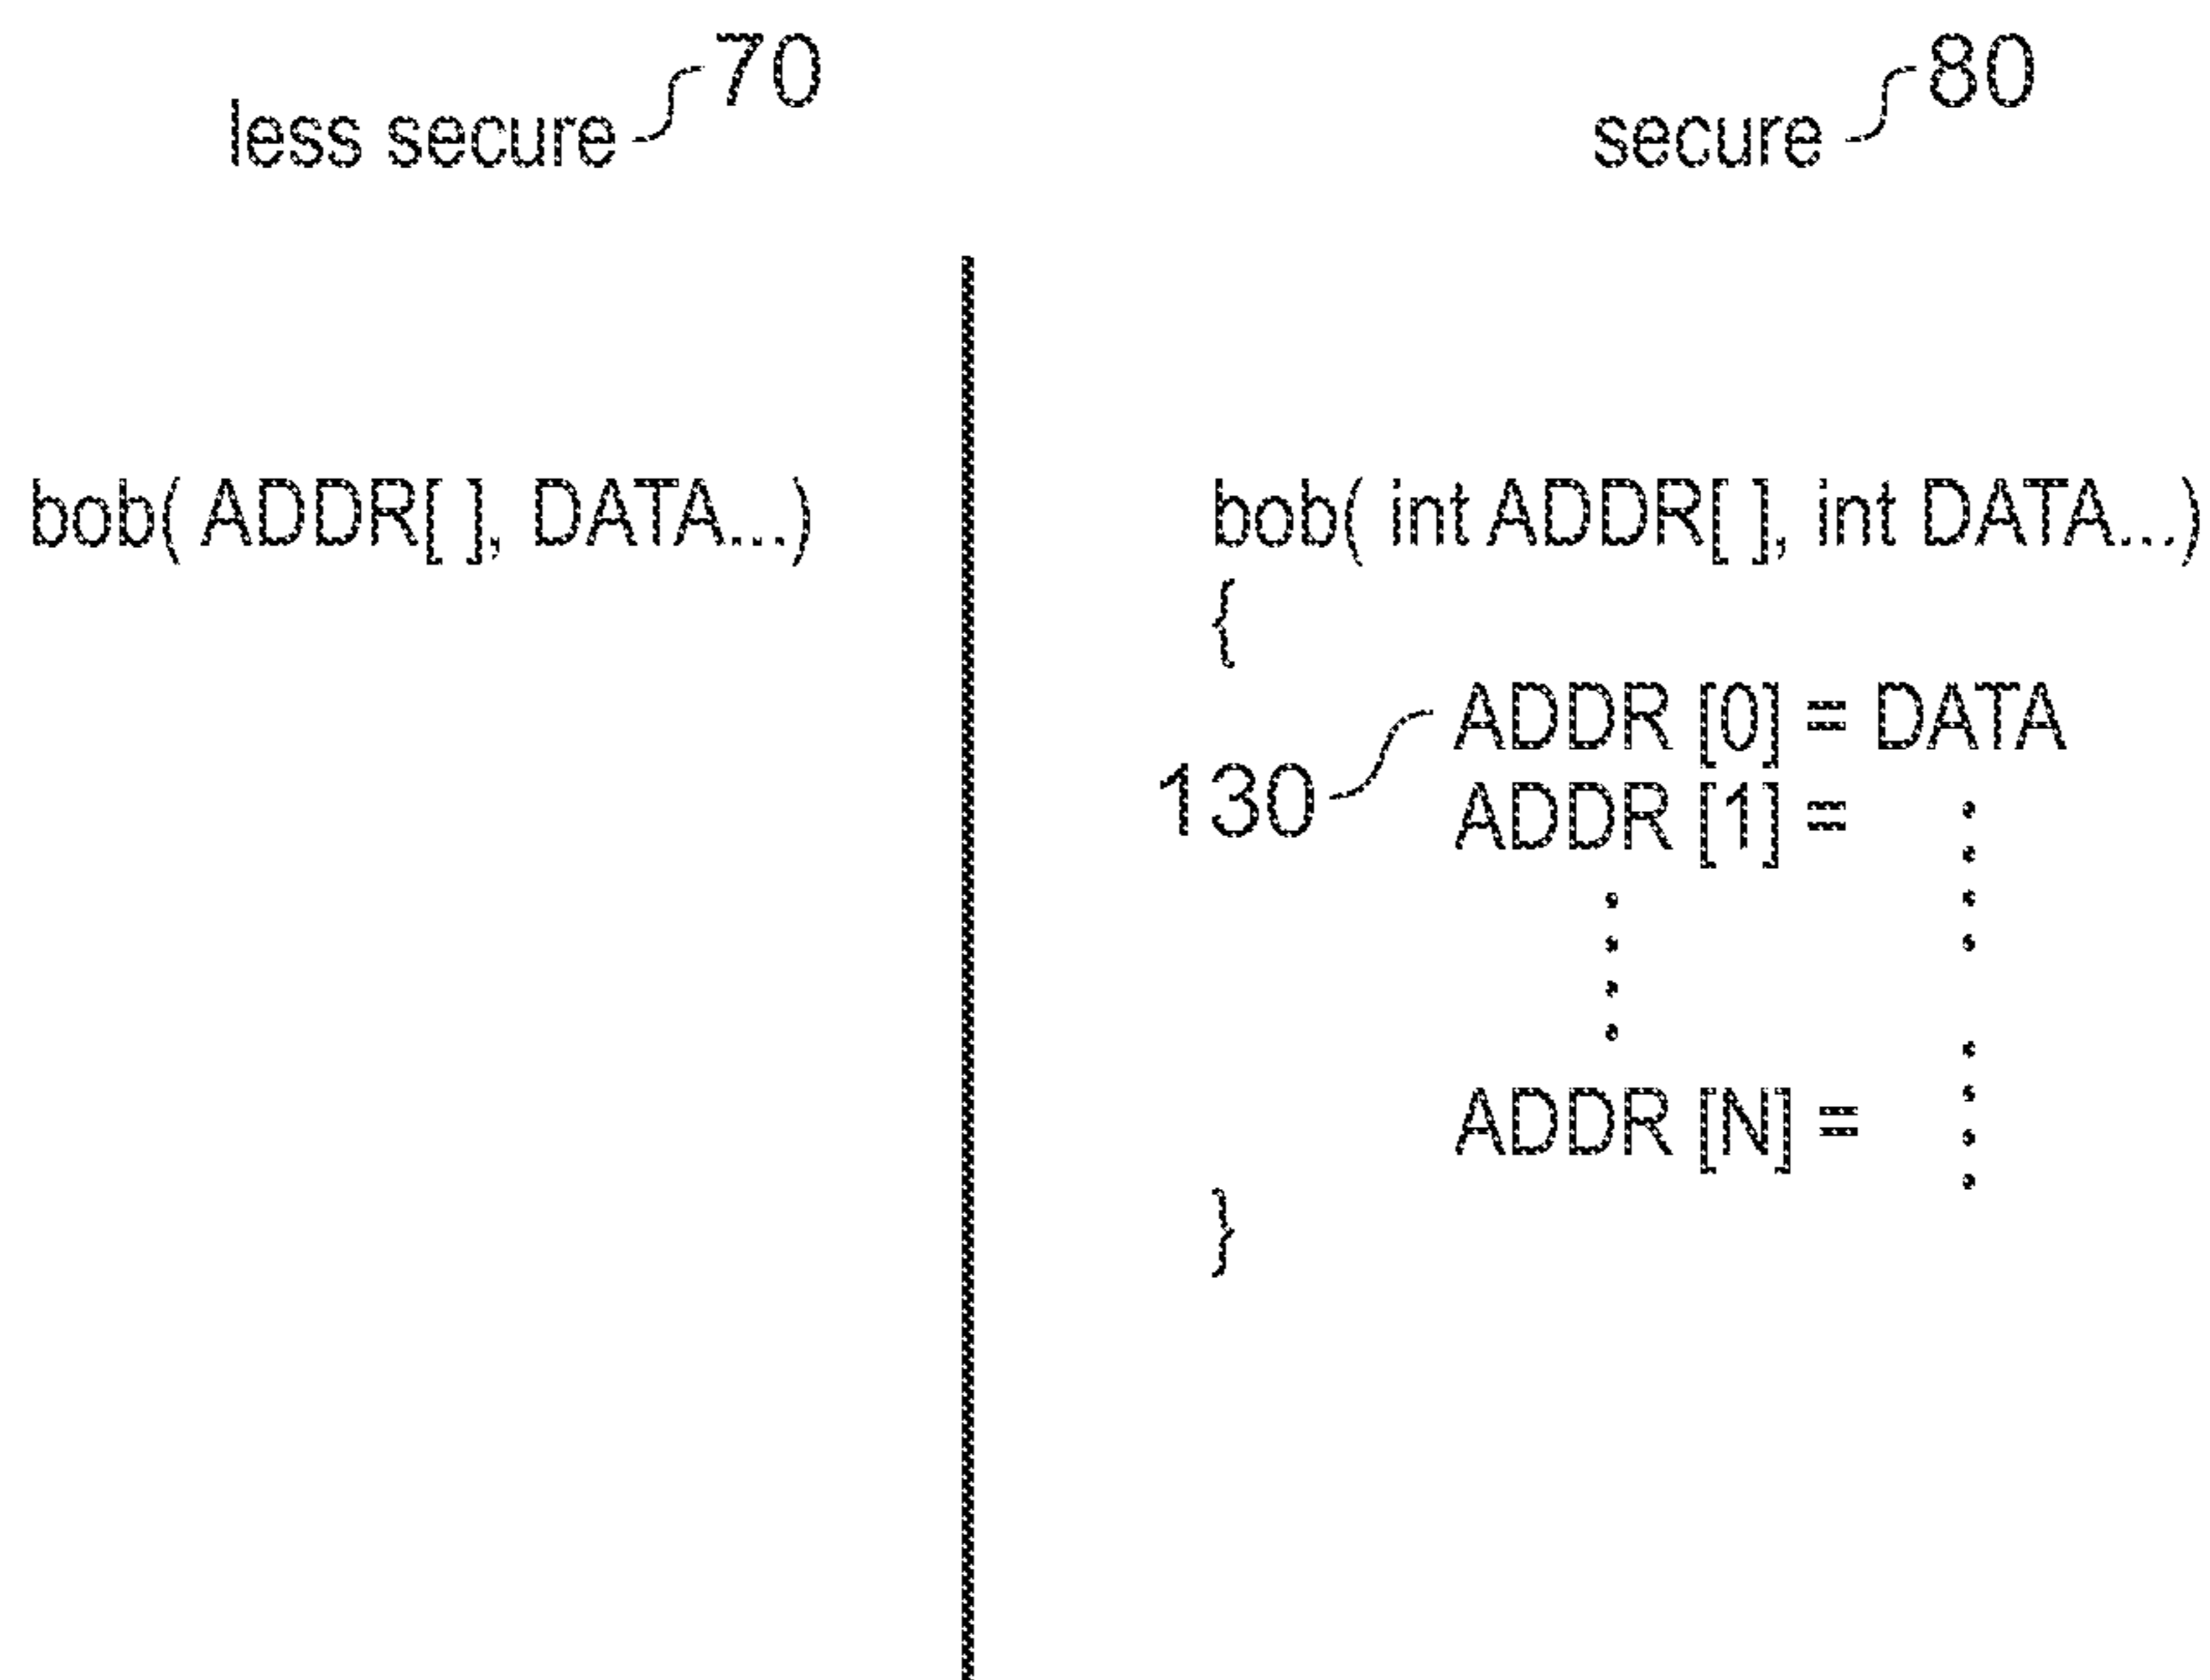 less secure 70
secure 80
bob( ADDR[ ], DATA...)
bob( int ADDR[ ], int DATA...)
{
ADDR [0] = DATA
130
ADDR [1] =
ADDR [N] =
}